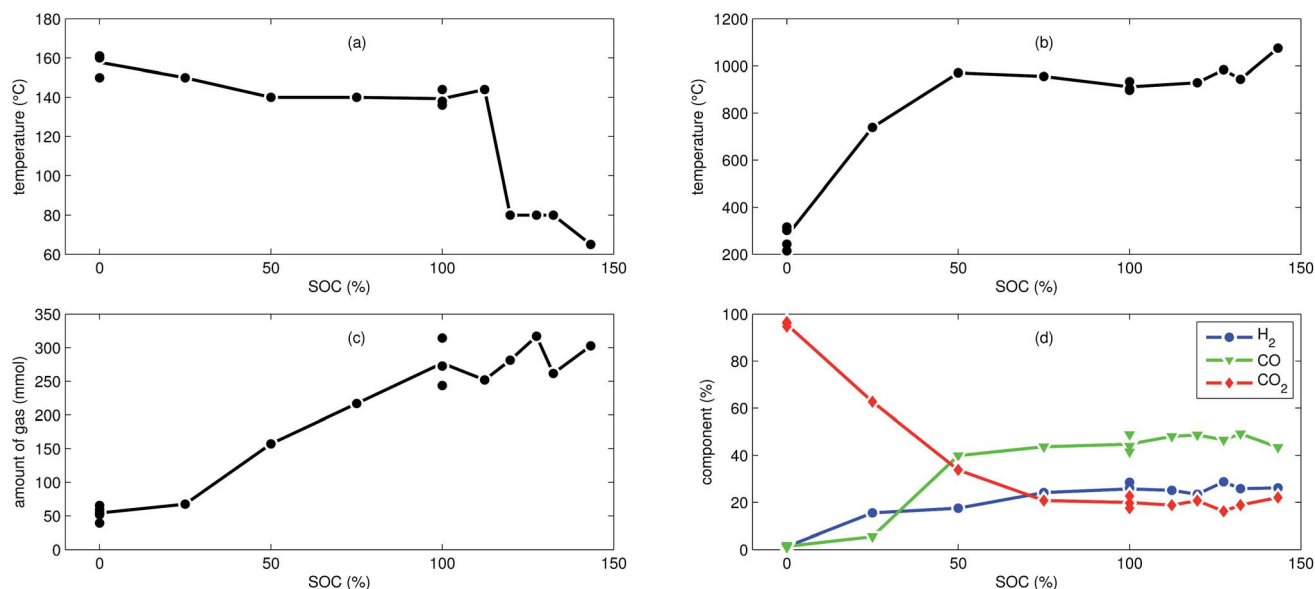 (a)
temperature (°C)
180
160
140
120
100
80
60
0
50
100
150
SOC (%)
(b)
temperature (°C)
1200
1000
800
600
400
200
0
50
100
150
SOC (%)
(c)
amount of gas (mmol)
350
300
250
200
150
100
50
0
0
50
100
150
SOC (%)
(d)
component (%)
100
80
60
40
20
0
0
50
100
150
SOC (%)
H₂
CO
CO₂